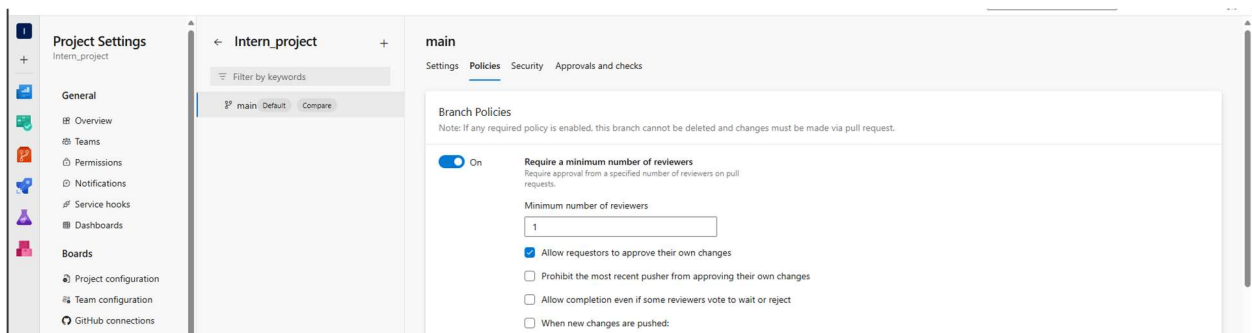 I
Project Settings
Intern_project
General
Overview
Teams
Permissions
Notifications
Service hooks
Dashboards
Boards
Project configuration
Team configuration
GitHub connections
← Intern_project +
Filter by keywords
main Default Compare
main
Settings Policies Security Approvals and checks
Branch Policies
Note: If any required policy is enabled, this branch cannot be deleted and changes must be made via pull request.
On
Require a minimum number of reviewers
Require approval from a specified number of reviewers on pull
requests.
Minimum number of reviewers
1
Allow requestors to approve their own changes
Prohibit the most recent pusher from approving their own changes
Allow completion even if some reviewers vote to wait or reject
When new changes are pushed: